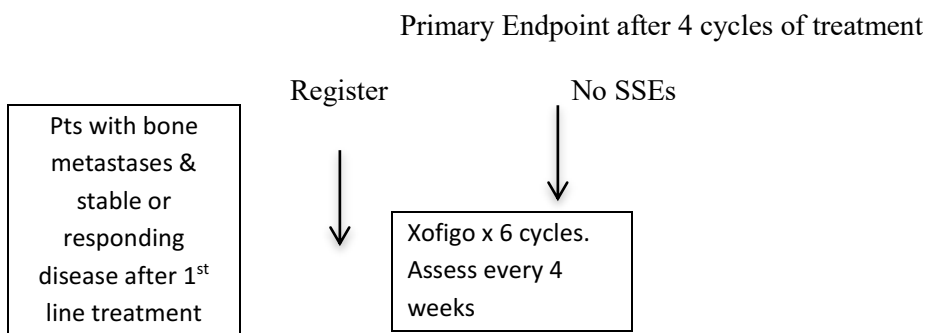 Primary Endpoint after 4 cycles of treatment
Register
No SSEs
Pts with bone
metastases &
stable or
responding
disease after 1st
line treatment
Xofigo x 6 cycles.
Assess every 4
weeks